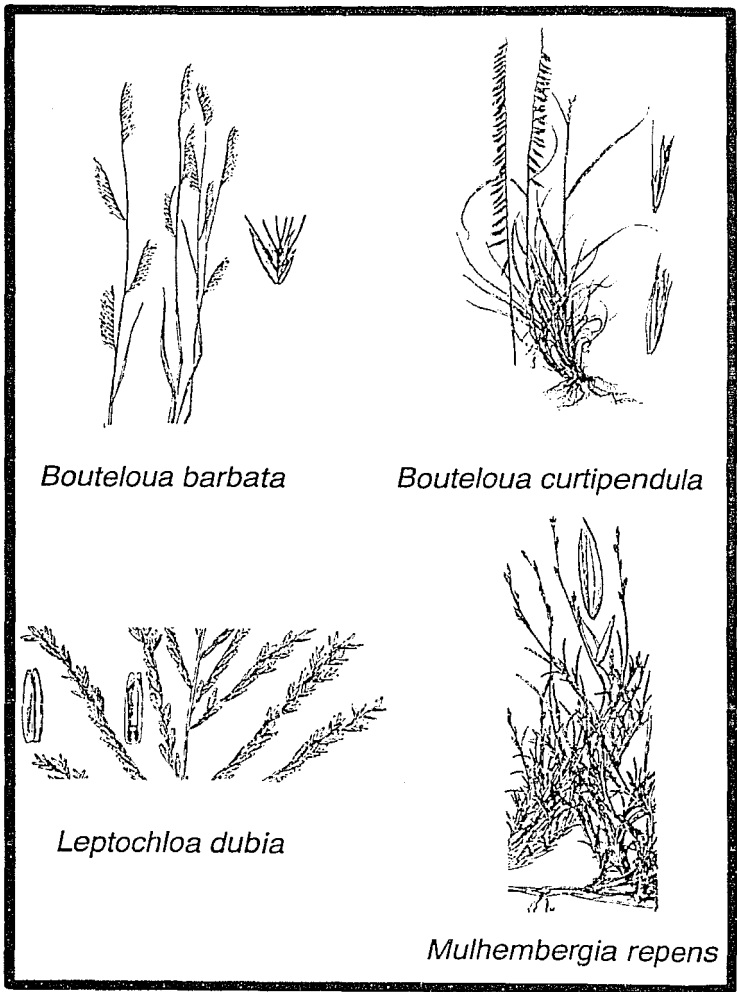 Bouteloua barbata
Bouteloua curtipendula
Leptochloa dubia
Mulhembergia repens